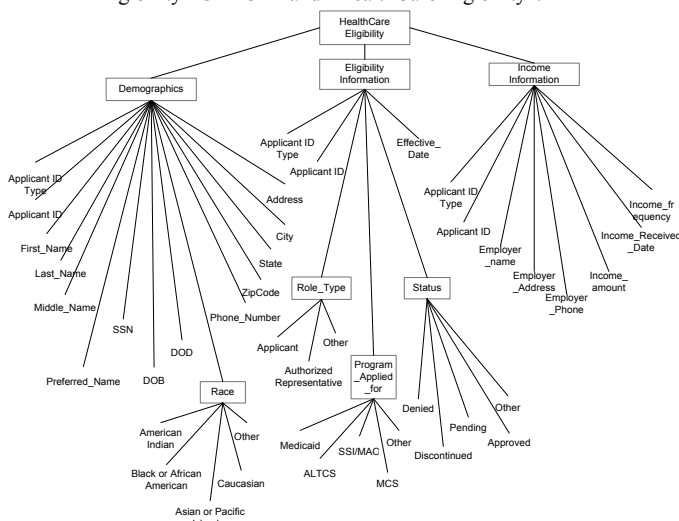 HealthCare
Eligibility
Eligibility
Information
Income
Information
Demographics
Applicant ID
Type
Applicant ID
First_Name
Last_Name
Middle_Name
Preferred_Name
SSN
DOB
DOD
Race
Phone_Number
ZipCode
State
City
Address
American
Indian
Black or African
American
Asian or Pacific
Caucasian
Other
Applicant ID
Type
Applicant ID
Effective_
Date
Role_Type
Applicant
Authorized
Representative
Other
Program
_Applied
_for
Medicaid
ALTCS
SSI/MAO
MCS
Other
Status
Denied
Discontinued
Pending
Approved
Other
Applicant ID
Type
Applicant ID
Employer
_name
Employer
_Address
Employer
_Phone
Income_
amount
Income_Received
_Date
Income_fr
equency